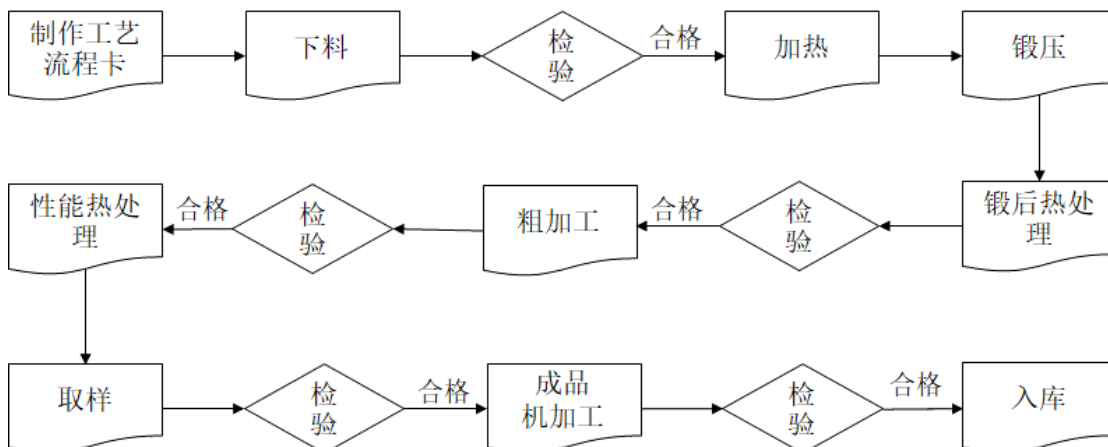 制作工艺
流程卡
下料
检
验
合格
加热
锻压
锻后热处
理
检
验
合格
粗加工
检
验
合格
性能热处
理
取样
检
验
合格
成品
机加工
检
验
合格
入库